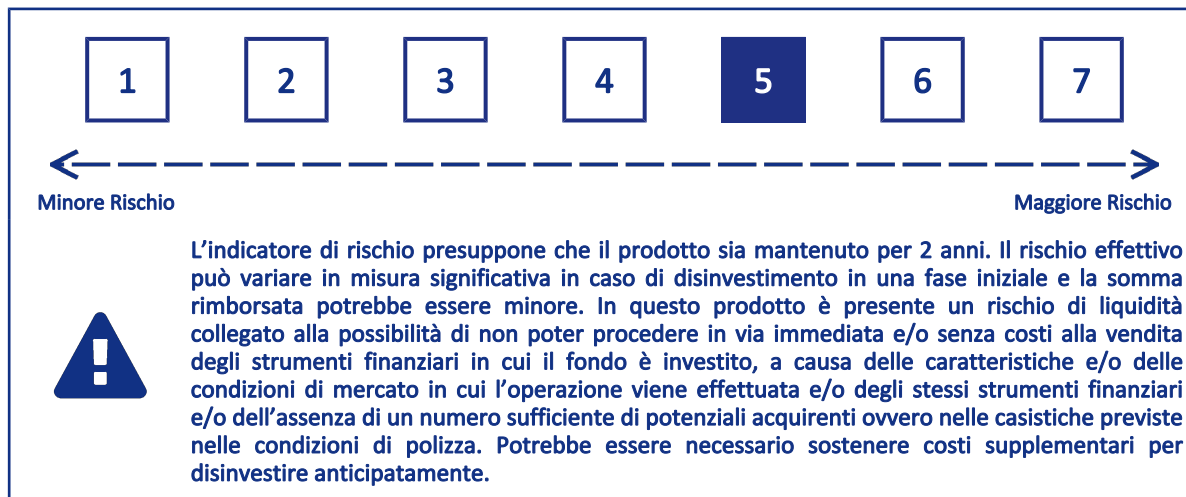 1 2 3 4 5 6 7
Minore Rischio Maggiore Rischio
L'indicatore di rischio presuppone che il prodotto sia mantenuto per 2 anni. Il rischio effettivo
può variare in misura significativa in caso di disinvestimento in una fase iniziale e la somma
rimborsata potrebbe essere minore. In questo prodotto è presente un rischio di liquidità
collegato alla possibilità di non poter procedere in via immediata e/o senza costi alla vendita
degli strumenti finanziari in cui il fondo è investito, a causa delle caratteristiche e/o delle
condizioni di mercato in cui l'operazione viene effettuata e/o degli stessi strumenti finanziari
e/o dell'assenza di un numero sufficiente di potenziali acquirenti ovvero nelle casistiche previste
nelle condizioni di polizza. Potrebbe essere necessario sostenere costi supplementari per
disinvestire anticipatamente.